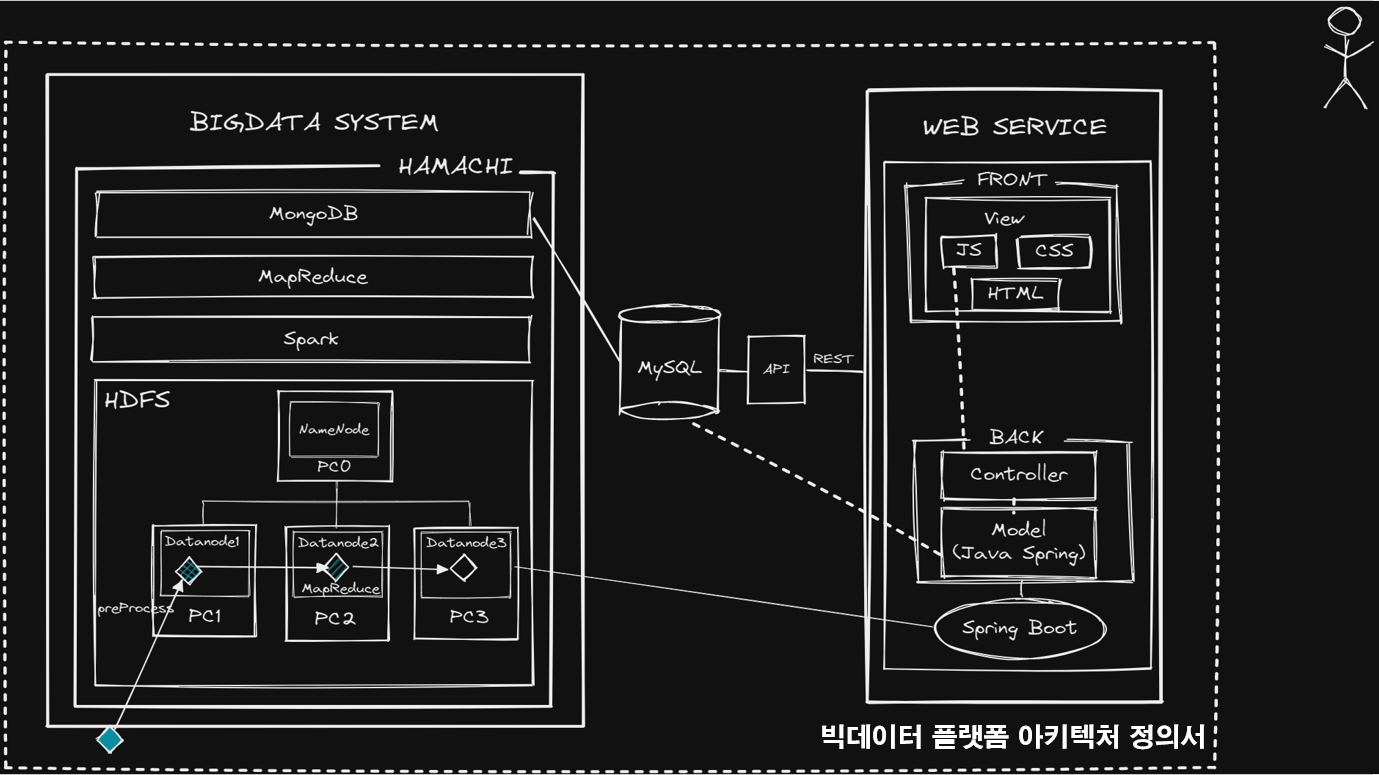 BIGDATA SYSTEM
HAMACHI
MongoDB
MapReduce
Spark
HDFS
NameNode
PC0
Datanode1
Datanode2
Datanode3
MapReduce
preProcess
PC1
PC2
PC3
MySQL
API
REST
WEB SERVICE
FRONT
View
JS
CSS
HTML
BACK
Controller
Model
(Java Spring)
Spring Boot
빅데이터 플랫폼 아키텍처 정의서